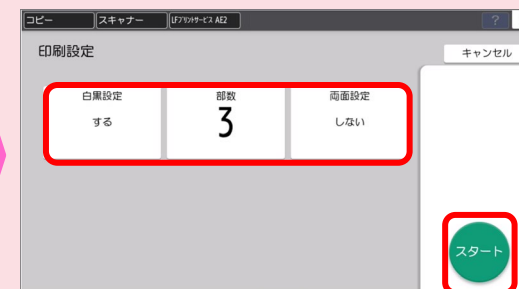 コピー スキャナー LFプリントサービス AE2 ?
印刷設定 キャンセル
白黒設定 部数 両面設定
する 3 しない
スタート